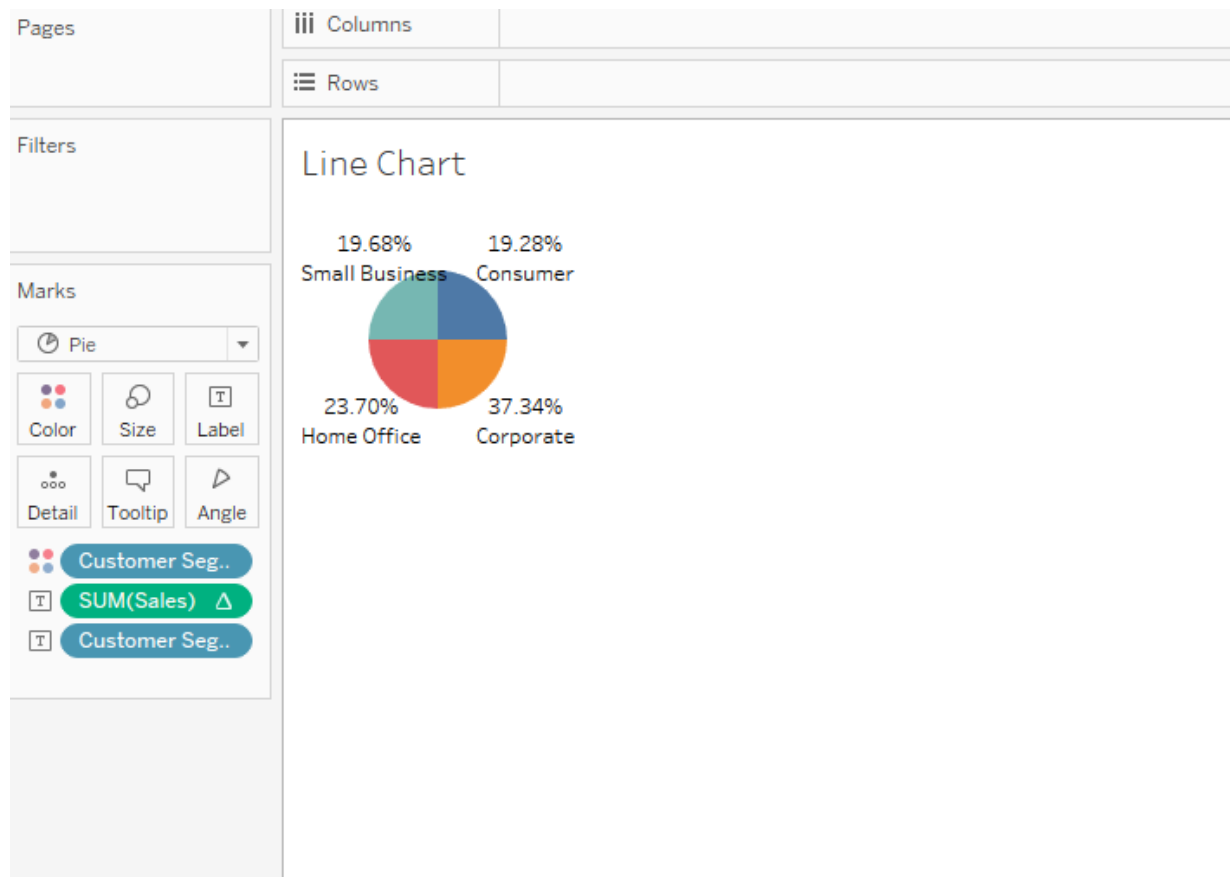 Pages
Columns
Rows
Filters
Line Chart
19.68% 19.28%
Small Business Consumer
23.70% 37.34%
Home Office Corporate
Marks
Pie
Color Size T Label
Detail Tooltip Angle
Customer Seg..
T SUM(Sales) Δ
T Customer Seg..